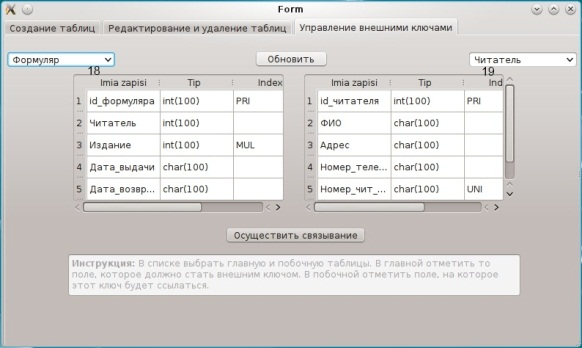 Form
Создание таблиц Редактирование и удаление таблиц Управление внешними ключами
Формуляр Обновить Читатель
18 19
Imia zapisi Tip Index Imia zapisi Tip Ind
1 id_формуляра int(100) PRI 1 id_читателя int(100) PRI
2 Читатель int(100) 2 ФИО char(100)
3 Издание int(100) MUL 3 Адрес char(100)
4 Дата_выдачи char(100) 4 Номер_теле... char(100)
5 Дата_возвр... char(100) 5 Номер_чит_... char(100) UNI
Осуществить связывание
Инструкция: В списке выбрать главную и побочную таблицы. В главной отметить то
поле, которое должно стать внешним ключом. В побочной отметить поле, на которое
этот ключ будет ссылаться.